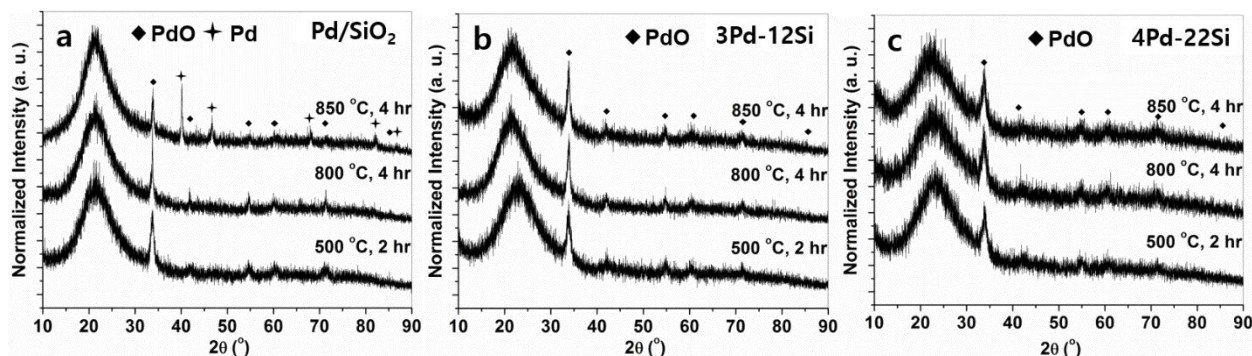 Normalized Intensity (a. u.)
a
◆ PdO ✦ Pd
Pd/SiO₂
850 °C, 4 hr
800 °C, 4 hr
500 °C, 2 hr
10 20 30 40 50 60 70 80 90
2θ (°)
Normalized Intensity (a. u.)
b
◆ PdO
3Pd-12Si
850 °C, 4 hr
800 °C, 4 hr
500 °C, 2 hr
10 20 30 40 50 60 70 80 90
2θ (°)
Normalized Intensity (a. u.)
c
◆ PdO
4Pd-22Si
850 °C, 4 hr
800 °C, 4 hr
500 °C, 2 hr
10 20 30 40 50 60 70 80 90
2θ (°)